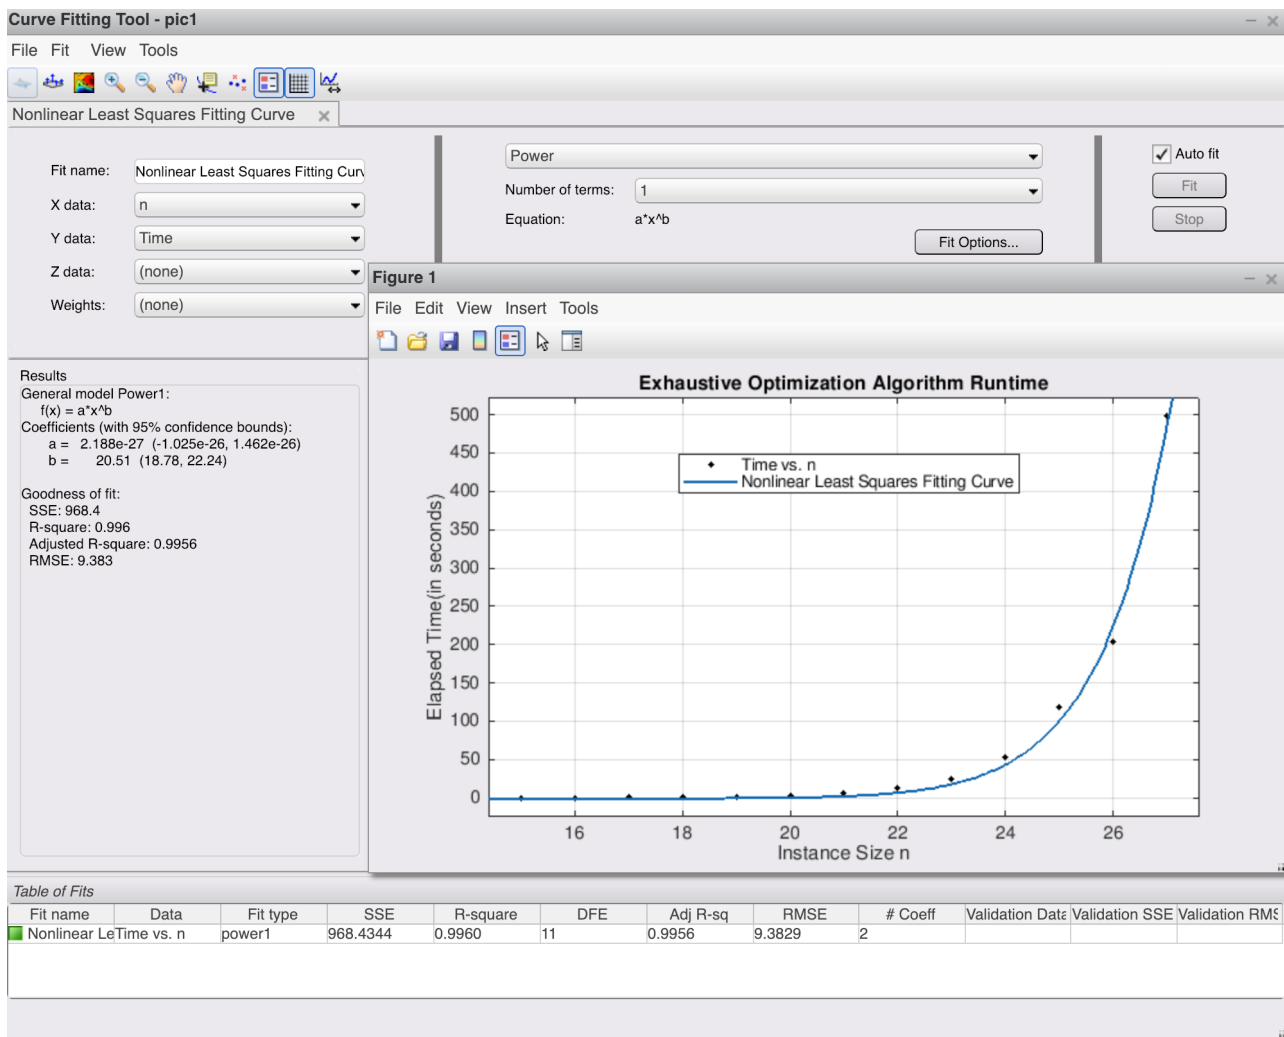 Curve Fitting Tool - pic1
File Fit View Tools
Nonlinear Least Squares Fitting Curve
Fit name: Nonlinear Least Squares Fitting Curv
X data: n
Y data: Time
Z data: (none)
Weights: (none)
Power
Number of terms: 1
Equation: a*x^b
Fit Options...
Auto fit
Fit
Stop
Results
General model Power1:
f(x) = a*x^b
Coefficients (with 95% confidence bounds):
a = 2.188e-27 (-1.025e-26, 1.462e-26)
b = 20.51 (18.78, 22.24)
Goodness of fit:
SSE: 968.4
R-square: 0.996
Adjusted R-square: 0.9956
RMSE: 9.383
Figure 1
File Edit View Insert Tools
Exhaustive Optimization Algorithm Runtime
Time vs. n
Nonlinear Least Squares Fitting Curve
Elapsed Time(in seconds)
500
450
400
350
300
250
200
150
100
50
0
16 18 20 22 24 26
Instance Size n
Table of Fits
Fit name Data Fit type SSE R-square DFE Adj R-sq RMSE # Coeff Validation Data Validation SSE Validation RMS
Nonlinear Le Time vs. n power1 968.4344 0.9960 11 0.9956 9.3829 2